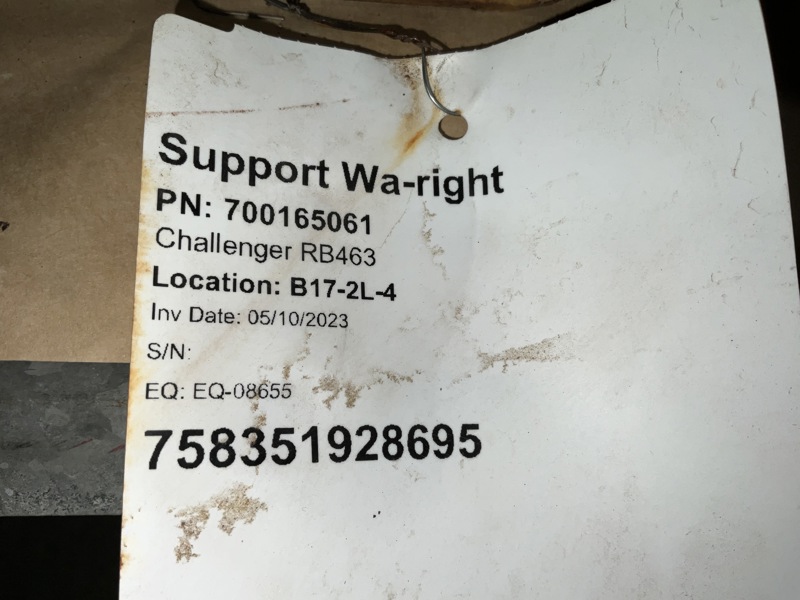 Support Wa-right
PN: 700165061
Challenger RB463
Location: B17-2L-4
Inv Date: 05/10/2023
S/N:
EQ: EQ-08655
758351928695